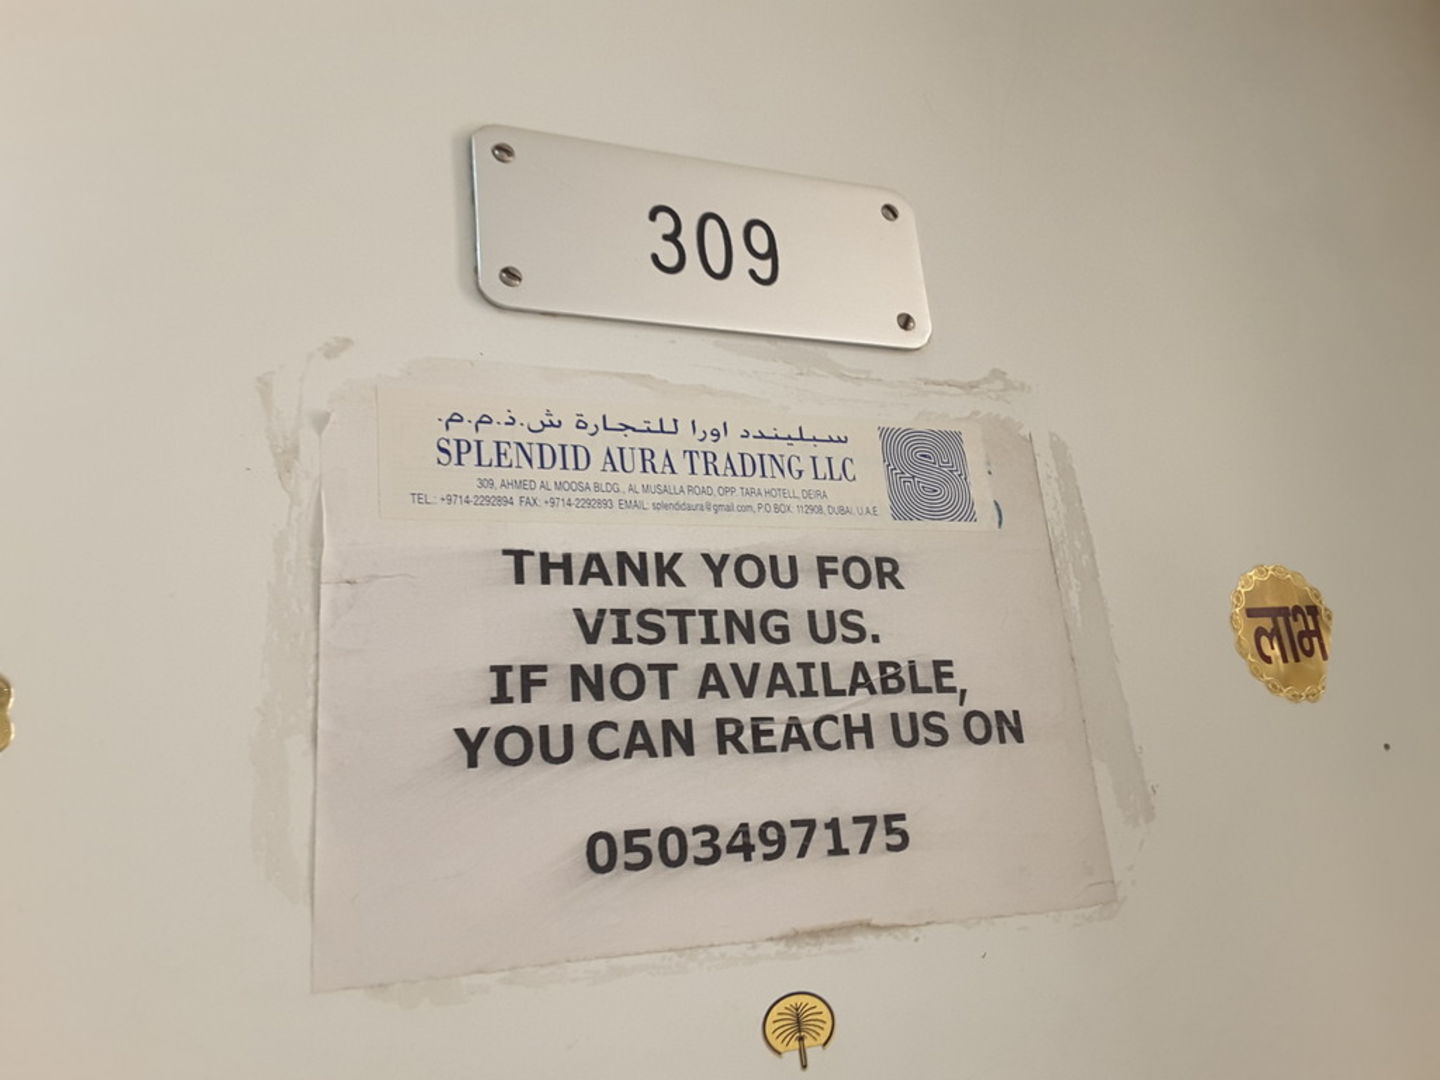 309
سبليندد اورا للتجارة ش.ذ.م.م.
SPLENDID AURA TRADING LLC
309, AHMED AL MOOSA BLDG., AL MUSALLA ROAD, OPP. TARA HOTELL, DEIRA
TEL.: +9714-2292894 FAX: +9714-2292893 EMAIL: splendidaura@gmail.com, P.O.BOX: 112908, DUBAI, U.A.E
THANK YOU FOR
VISTING US.
IF NOT AVAILABLE,
YOU CAN REACH US ON
0503497175
लाभ